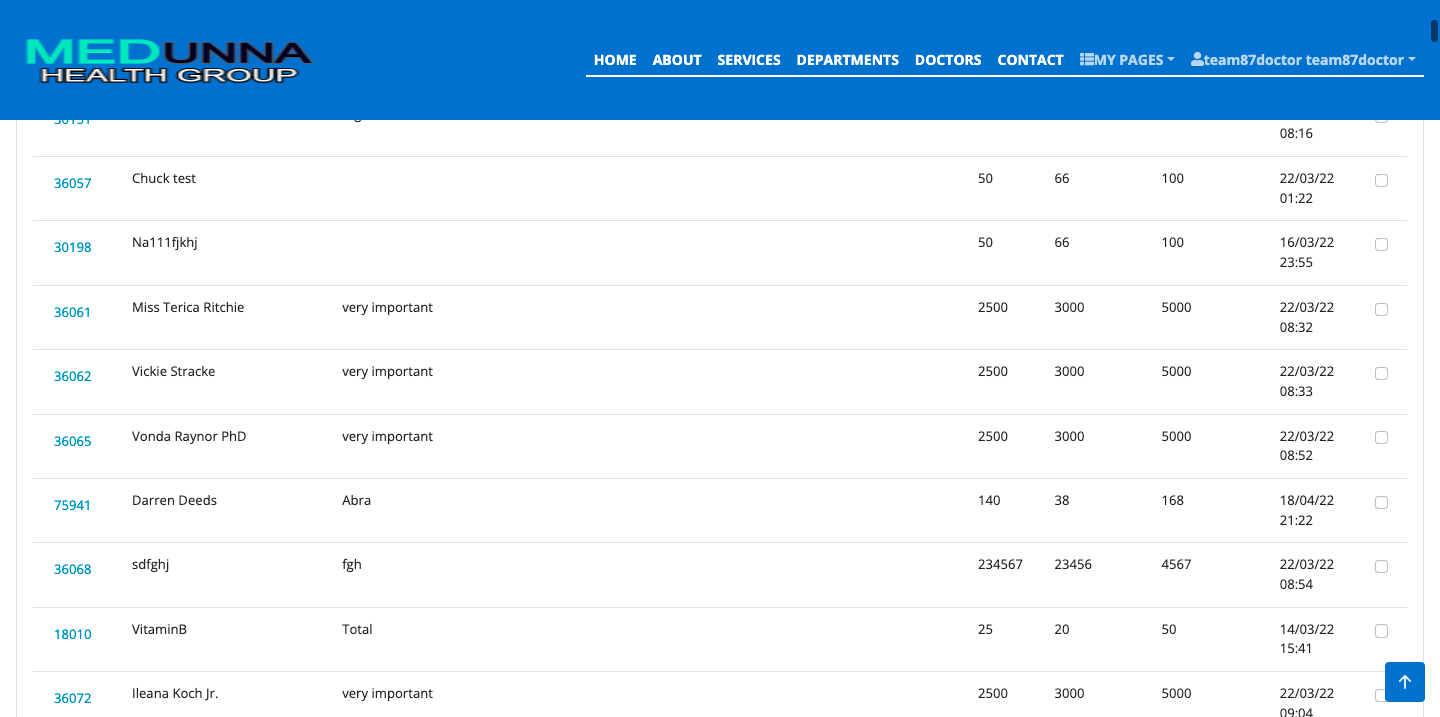 MEDUNNA
HEALTH GROUP
HOME ABOUT SERVICES DEPARTMENTS DOCTORS CONTACT MY PAGES team87doctor team87doctor
08:16
36057 Chuck test 50 66 100 22/03/22
01:22
30198 Na111fjkhj 50 66 100 16/03/22
23:55
36061 Miss Terica Ritchie very important 2500 3000 5000 22/03/22
08:32
36062 Vickie Stracke very important 2500 3000 5000 22/03/22
08:33
36065 Vonda Raynor PhD very important 2500 3000 5000 22/03/22
08:52
75941 Darren Deeds Abra 140 38 168 18/04/22
21:22
36068 sdfghj fgh 234567 23456 4567 22/03/22
08:54
18010 VitaminB Total 25 20 50 14/03/22
15:41
36072 Ileana Koch Jr. very important 2500 3000 5000 22/03/22
09:04